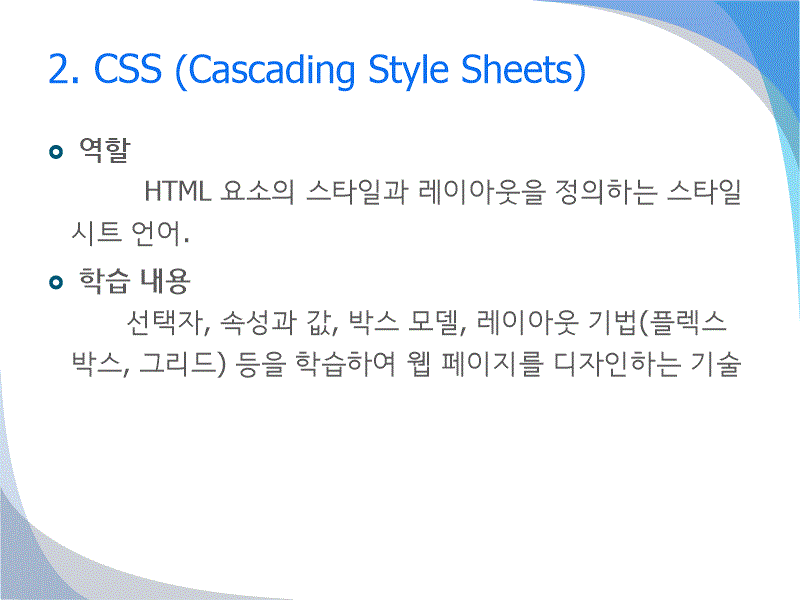 2. CSS (Cascading Style Sheets)
역할
HTML 요소의 스타일과 레이아웃을 정의하는 스타일
시트 언어.
학습 내용
선택자, 속성과 값, 박스 모델, 레이아웃 기법(플렉스
박스, 그리드) 등을 학습하여 웹 페이지를 디자인하는 기술